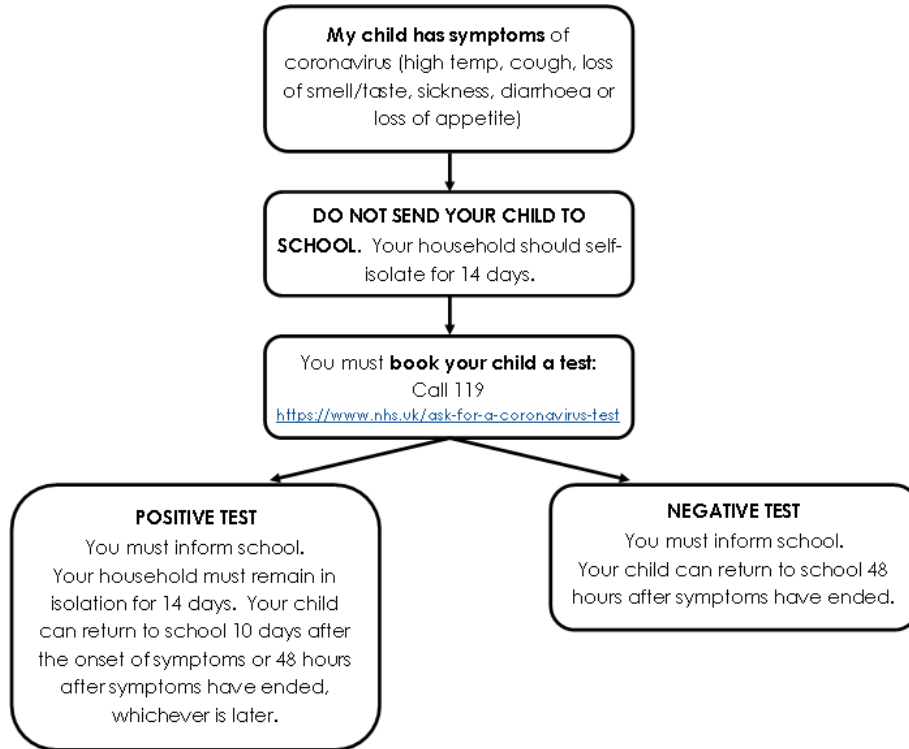 My child has symptoms of
coronavirus (high temp, cough, loss
of smell/taste, sickness, diarrhoea or
loss of appetite)
DO NOT SEND YOUR CHILD TO
SCHOOL. Your household should self-
isolate for 14 days.
You must book your child a test:
Call 119
https://www.nhs.uk/ask-for-a-coronavirus-test
POSITIVE TEST
You must inform school.
Your household must remain in
isolation for 14 days. Your child
can return to school 10 days after
the onset of symptoms or 48 hours
after symptoms have ended,
whichever is later.
NEGATIVE TEST
You must inform school.
Your child can return to school 48
hours after symptoms have ended.